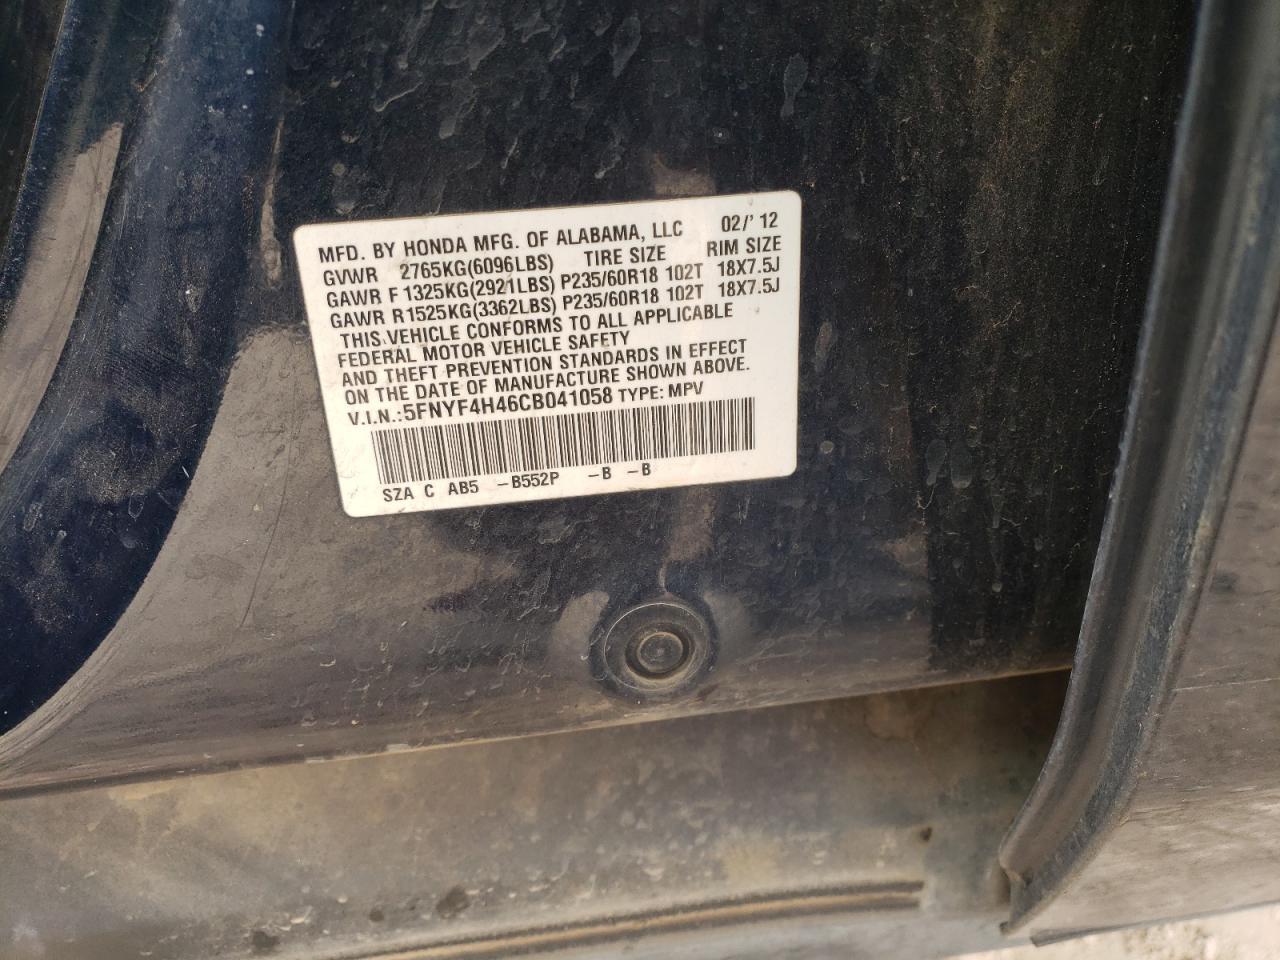 MFD. BY HONDA MFG. OF ALABAMA, LLC 02/' 12
GVWR 2765KG(6096LBS) TIRE SIZE RIM SIZE
GAWR F 1325KG(2921LBS) P235/60R18 102T 18X7.5J
GAWR R1525KG(3362LBS) P235/60R18 102T 18X7.5J
THIS VEHICLE CONFORMS TO ALL APPLICABLE
FEDERAL MOTOR VEHICLE SAFETY
AND THEFT PREVENTION STANDARDS IN EFFECT
ON THE DATE OF MANUFACTURE SHOWN ABOVE.
V.I.N.:5FNYF4H46CB041058 TYPE: MPV
SZA C AB5 -B552P -B -B